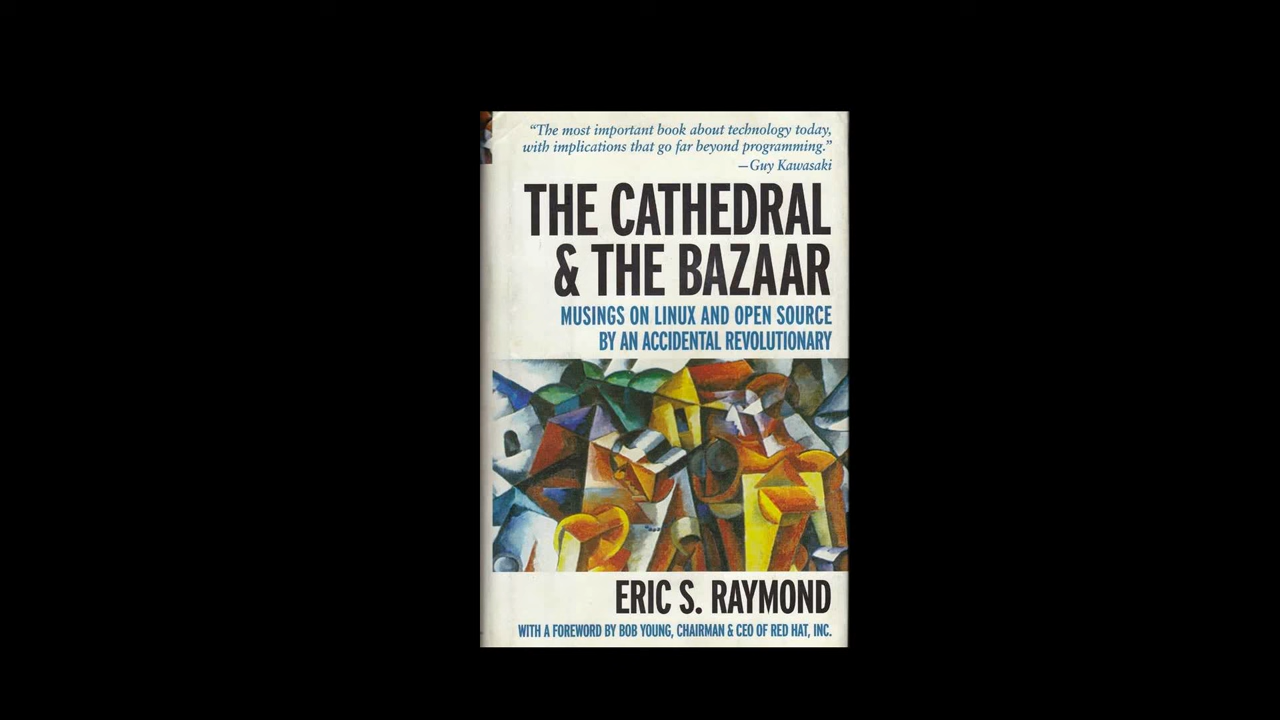 “The most important book about technology today,
with implications that go far beyond programming.”
—Guy Kawasaki
THE CATHEDRAL
& THE BAZAAR
MUSINGS ON LINUX AND OPEN SOURCE
BY AN ACCIDENTAL REVOLUTIONARY
ERIC S. RAYMOND
WITH A FOREWORD BY BOB YOUNG, CHAIRMAN & CEO OF RED HAT, INC.